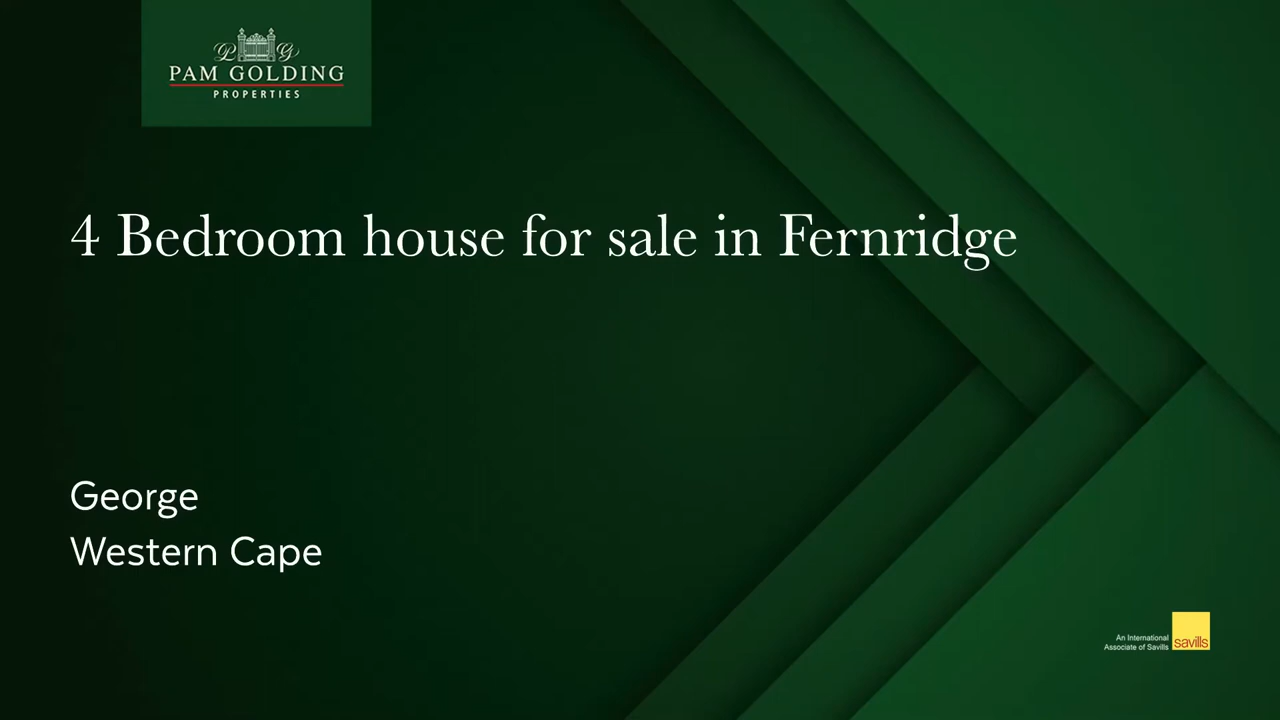 P G
PAM GOLDING
PROPERTIES
4 Bedroom house for sale in Fernridge
George
Western Cape
An International
Associate of Savills
savills